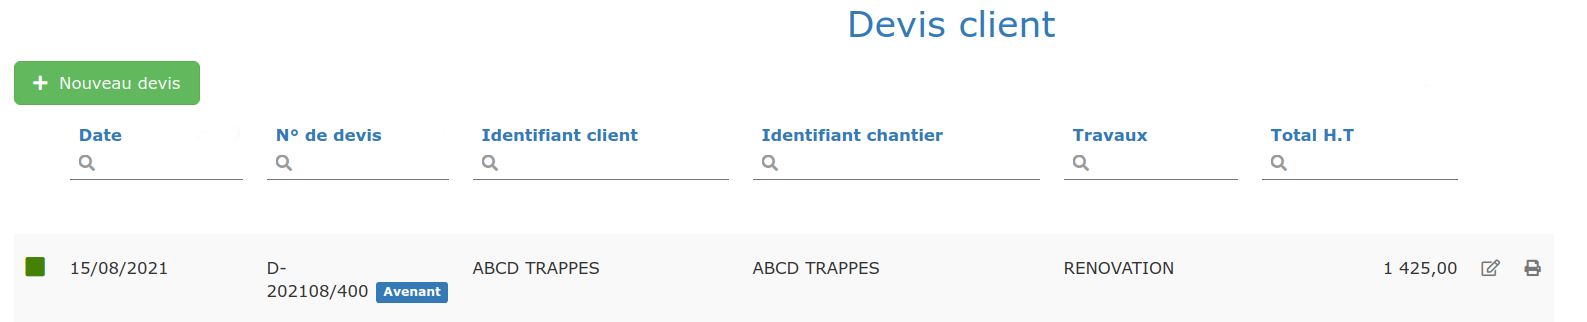 Devis client
Nouveau devis
Date N° de devis Identifiant client Identifiant chantier Travaux Total H.T
15/08/2021 D- ABCD TRAPPES ABCD TRAPPES RENOVATION 1 425,00
202108/400 Avenant